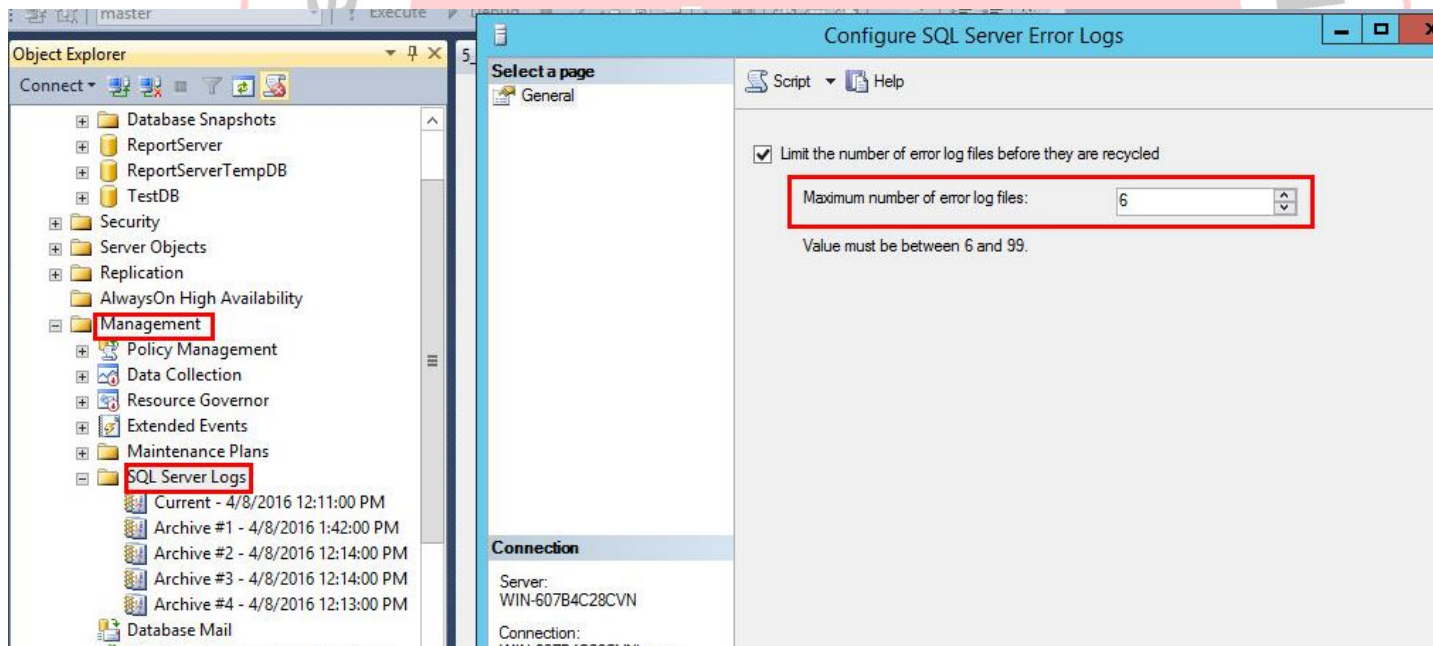 master
Execute
Debug
Object Explorer
5_
Connect
Database Snapshots
ReportServer
ReportServerTempDB
TestDB
Security
Server Objects
Replication
AlwaysOn High Availability
Management
Policy Management
Data Collection
Resource Governor
Extended Events
Maintenance Plans
SQL Server Logs
Current - 4/8/2016 12:11:00 PM
Archive #1 - 4/8/2016 1:42:00 PM
Archive #2 - 4/8/2016 12:14:00 PM
Archive #3 - 4/8/2016 12:14:00 PM
Archive #4 - 4/8/2016 12:13:00 PM
Database Mail
Configure SQL Server Error Logs
Select a page
General
Script Help
Limit the number of error log files before they are recycled
Maximum number of error log files: 6
Value must be between 6 and 99.
Connection
Server:
WIN-607B4C28CVN
Connection: